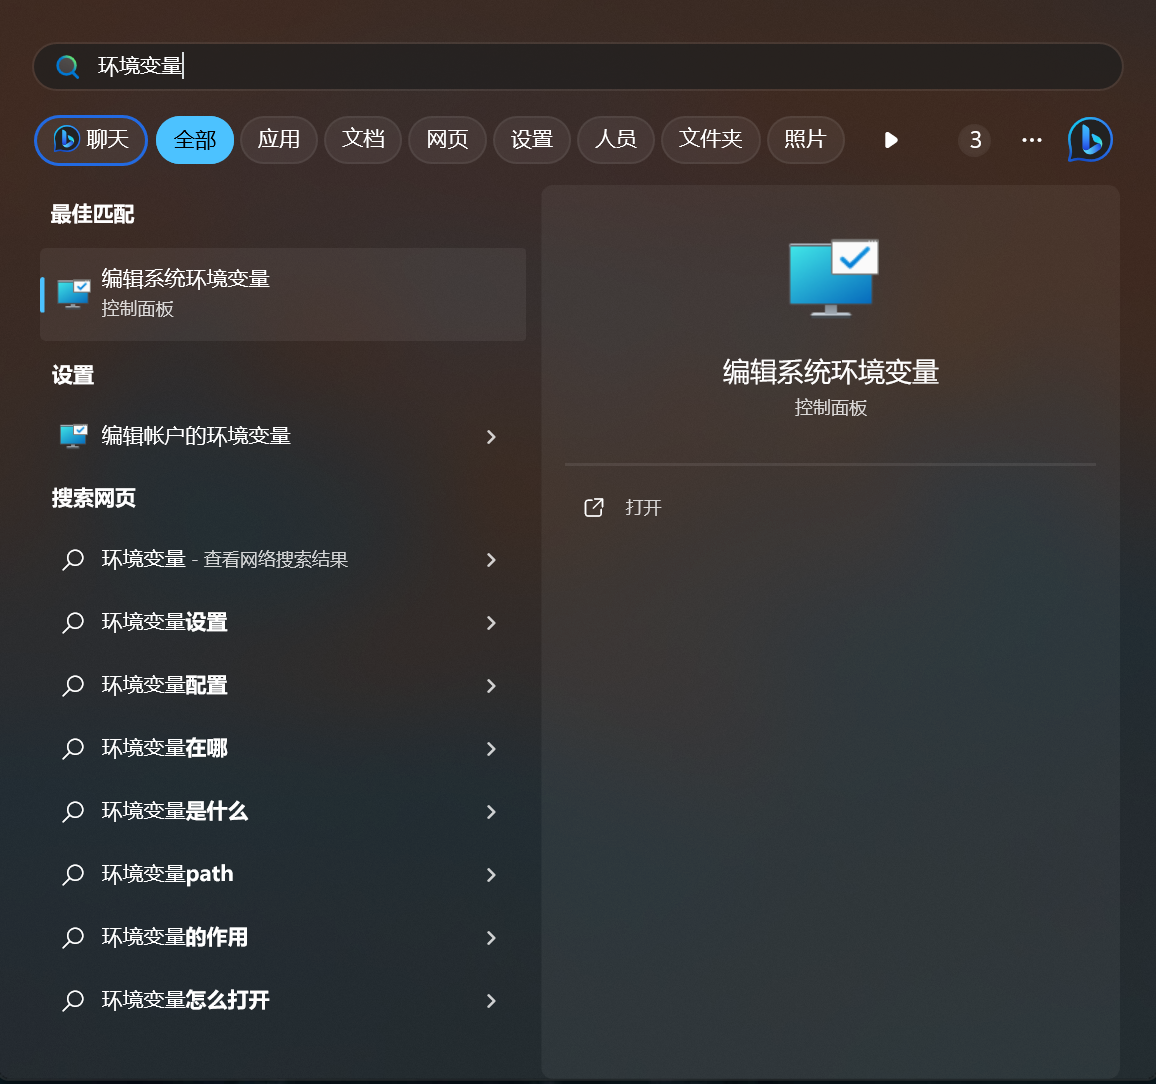 环境变量
聊天 全部 应用 文档 网页 设置 人员 文件夹 照片 3 ...
最佳匹配
编辑系统环境变量
控制面板
设置
编辑帐户的环境变量
搜索网页
环境变量 - 查看网络搜索结果
环境变量设置
环境变量配置
环境变量在哪
环境变量是什么
环境变量path
环境变量的作用
环境变量怎么打开
编辑系统环境变量
控制面板
打开